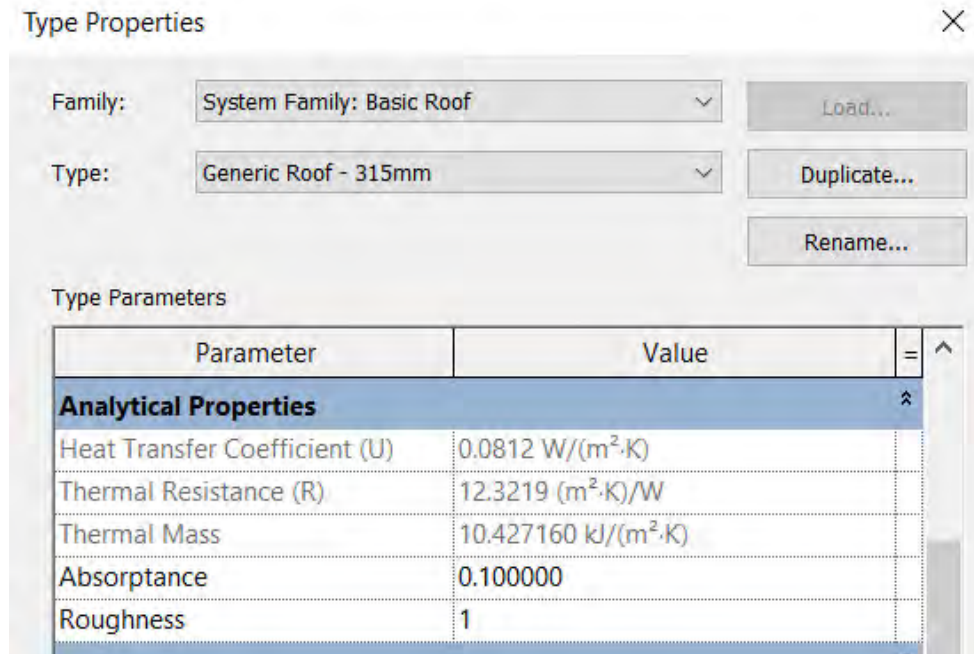 Type Properties
Family: System Family: Basic Roof Load...
Type: Generic Roof - 315mm Duplicate...
Rename...
Type Parameters
Parameter Value =
Analytical Properties
Heat Transfer Coefficient (U) 0.0812 W/(m²·K)
Thermal Resistance (R) 12.3219 (m²·K)/W
Thermal Mass 10.427160 kJ/(m²·K)
Absorptance 0.100000
Roughness 1